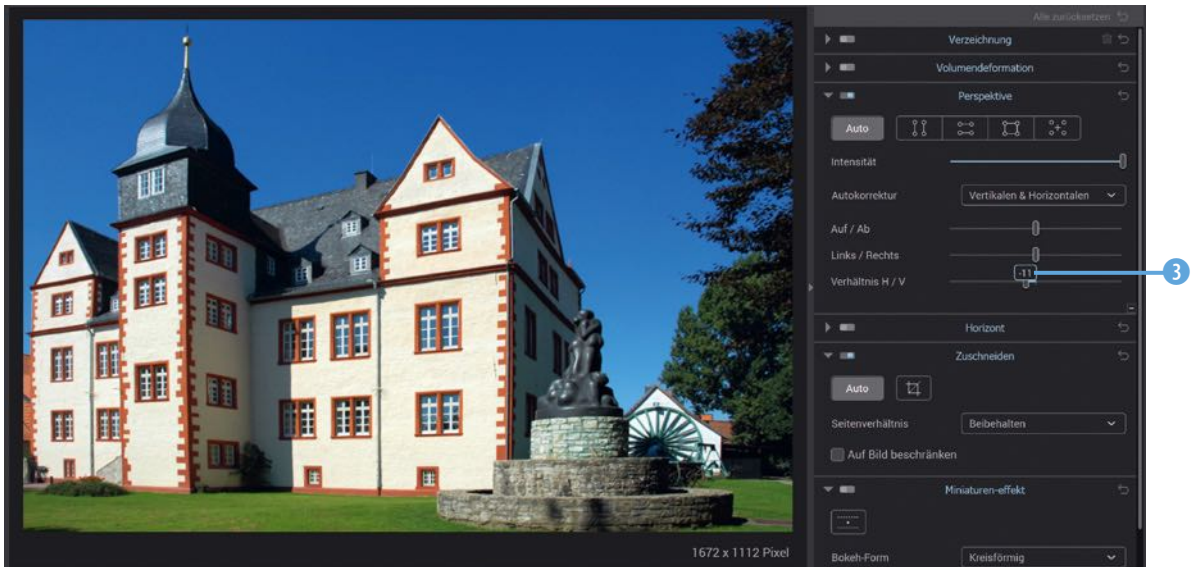 Alle zurücksetzen
Verzeichnung
Volumendeformation
Perspektive
Auto
Intensität
Autokorrektur Vertikalen & Horizontalen
Auf / Ab
Links / Rechts
Verhältnis H / V -11
3
Horizont
Zuschneiden
Auto
Seitenverhältnis Beibehalten
Auf Bild beschränken
Miniaturen-effekt
Bokeh-Form Kreisförmig
1672 x 1112 Pixel